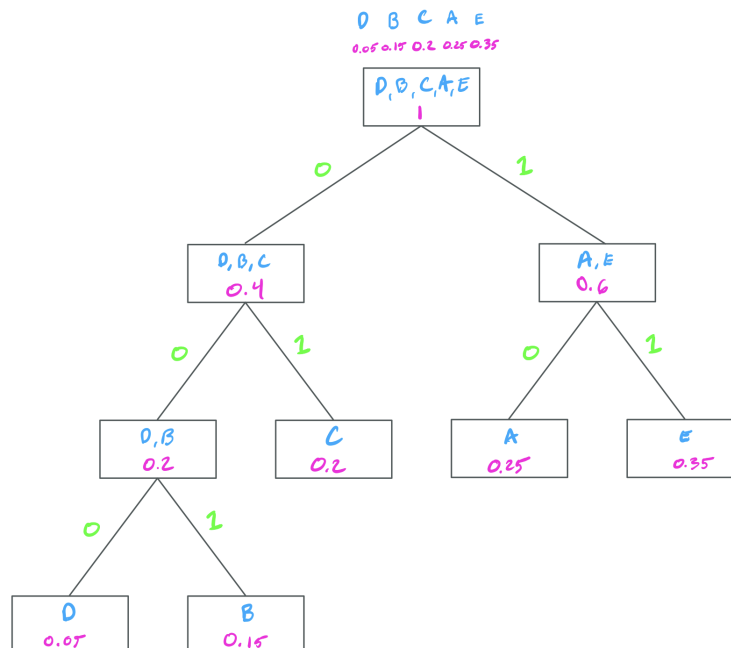 D B C A E
0.05 0.15 0.2 0.25 0.35
D, B, C, A, E
1
0 1
D, B, C
0.4
A, E
0.6
0 1 0 1
D, B
0.2
C
0.2
A
0.25
E
0.35
0 1
D
0.05
B
0.15